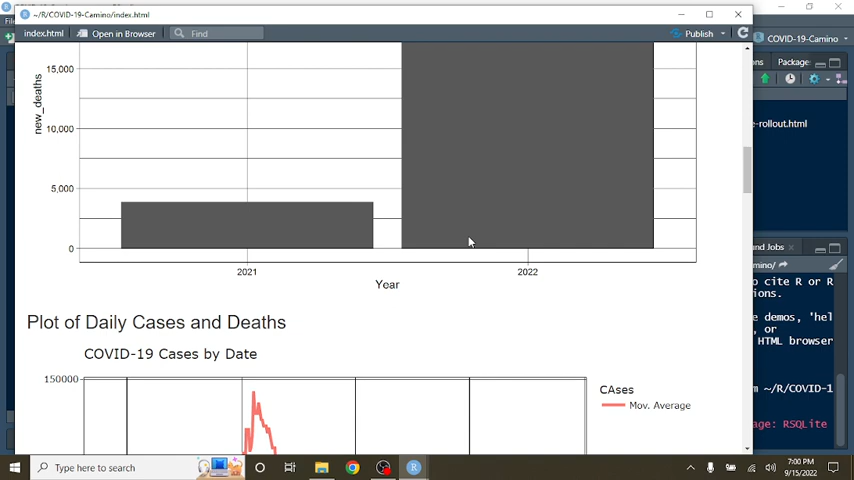 ~/R/COVID-19-Camino/index.html
index.html
Open in Browser
Find
Publish
COVID-19-Camino
Fil
ons
Package
e-rollout.html
15,000
10,000
5,000
0
new_deaths
2021
2022
Year
Plot of Daily Cases and Deaths
COVID-19 Cases by Date
150000
CAses
Mov. Average
nd Jobs
mino/
o cite R or R
ions.
e demos, 'hel
, or
HTML browser
m ~/R/COVID-1
age: RSQLite
Type here to search
7:00 PM
9/15/2022